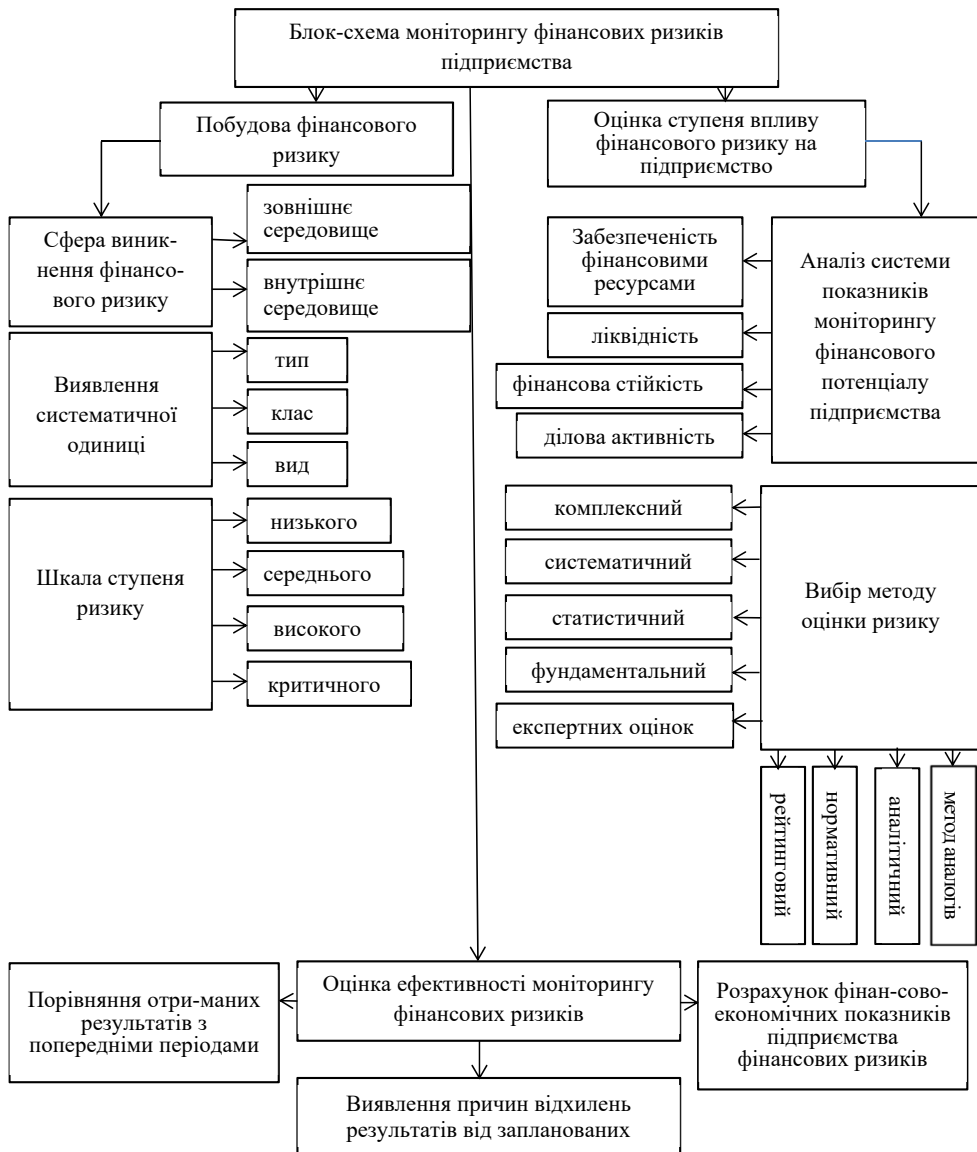 Блок-схема моніторингу фінансових ризиків
підприємства
Побудова фінансового
ризику
Оцінка ступеня впливу
фінансового ризику на
підприємство
Сфера виник-
нення фінансо-
вого ризику
зовнішнє
середовище
внутрішнє
середовище
Виявлення
систематичної
одиниці
тип
клас
вид
Шкала ступеня
ризику
низького
середнього
високого
критичного
Забезпеченість
фінансовими
ресурсами
ліквідність
фінансова стійкість
ділова активність
Аналіз системи
показників
моніторингу
фінансового
потенціалу
підприємства
комплексний
систематичний
статистичний
фундаментальний
експертних оцінок
Вибір методу
оцінки ризику
рейтинговий
нормативний
аналітичний
метод аналогів
Порівняння отри-маних
результатів з
попередніми періодами
Оцінка ефективності моніторингу
фінансових ризиків
Розрахунок фінан-сово-
економічних показників
підприємства
фінансових ризиків
Виявлення причин відхилень
результатів від запланованих